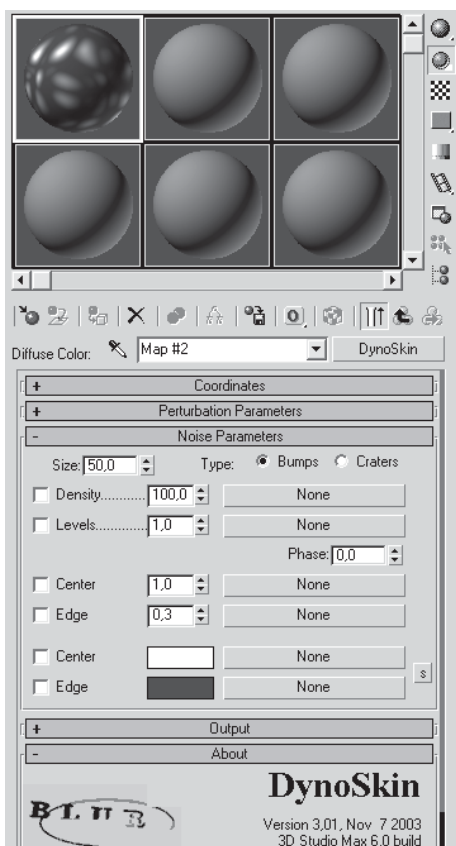 Diffuse Color: Map #2 DynoSkin
+ Coordinates
+ Perturbation Parameters
- Noise Parameters
Size: 50,0 Type: Bumps Craters
Density............ 100,0 None
Levels............. 1,0 None
Phase: 0,0
Center 1,0 None
Edge 0,3 None
Center None
Edge None
s
+ Output
- About
DynoSkin
BLUR
Version 3,01, Nov 7 2003
3D Studio Max 6.0 build